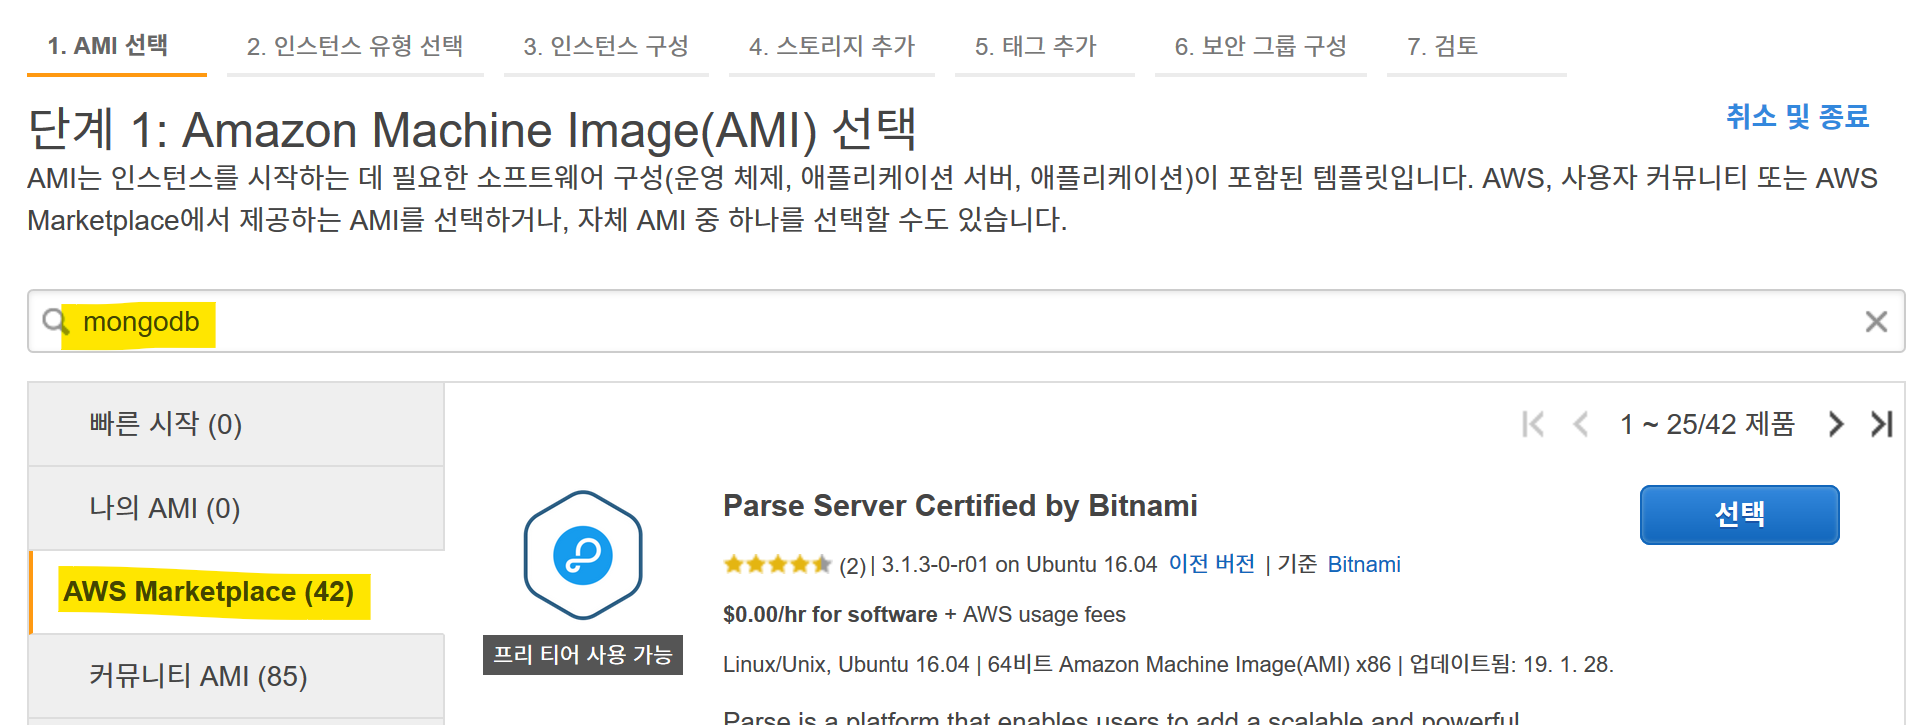 1. AMI 선택
2. 인스턴스 유형 선택
3. 인스턴스 구성
4. 스토리지 추가
5. 태그 추가
6. 보안 그룹 구성
7. 검토
단계 1: Amazon Machine Image(AMI) 선택
취소 및 종료
AMI는 인스턴스를 시작하는 데 필요한 소프트웨어 구성(운영 체제, 애플리케이션 서버, 애플리케이션)이 포함된 템플릿입니다. AWS, 사용자 커뮤니티 또는 AWS
Marketplace에서 제공하는 AMI를 선택하거나, 자체 AMI 중 하나를 선택할 수도 있습니다.
mongodb
빠른 시작 (0)
나의 AMI (0)
AWS Marketplace (42)
커뮤니티 AMI (85)
1 ~ 25/42 제품
프리 티어 사용 가능
Parse Server Certified by Bitnami
선택
(2) | 3.1.3-0-r01 on Ubuntu 16.04 이전 버전 | 기준 Bitnami
$0.00/hr for software + AWS usage fees
Linux/Unix, Ubuntu 16.04 | 64비트 Amazon Machine Image(AMI) x86 | 업데이트됨: 19. 1. 28.
Parse is a platform that enables users to add a scalable and powerful